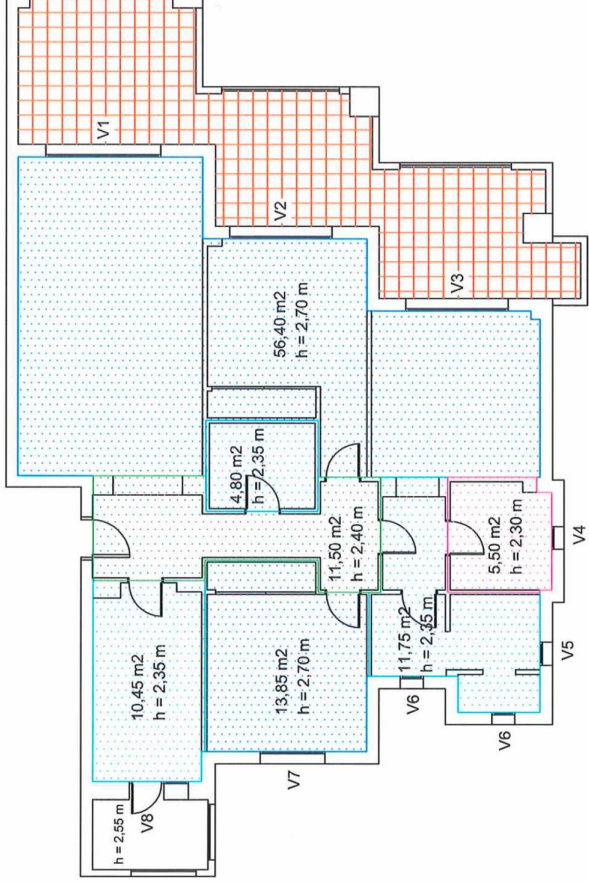 V1
V2
56,40 m2
h = 2,70 m
V3
4,80 m2
h = 2,35 m
11,50 m2
h = 2,40 m
5,50 m2
h = 2,30 m
V4
10,45 m2
h = 2,35 m
13,85 m2
h = 2,70 m
11,75 m2
h = 2,35 m
V5
V6
V6
V7
V8
h = 2,55 m